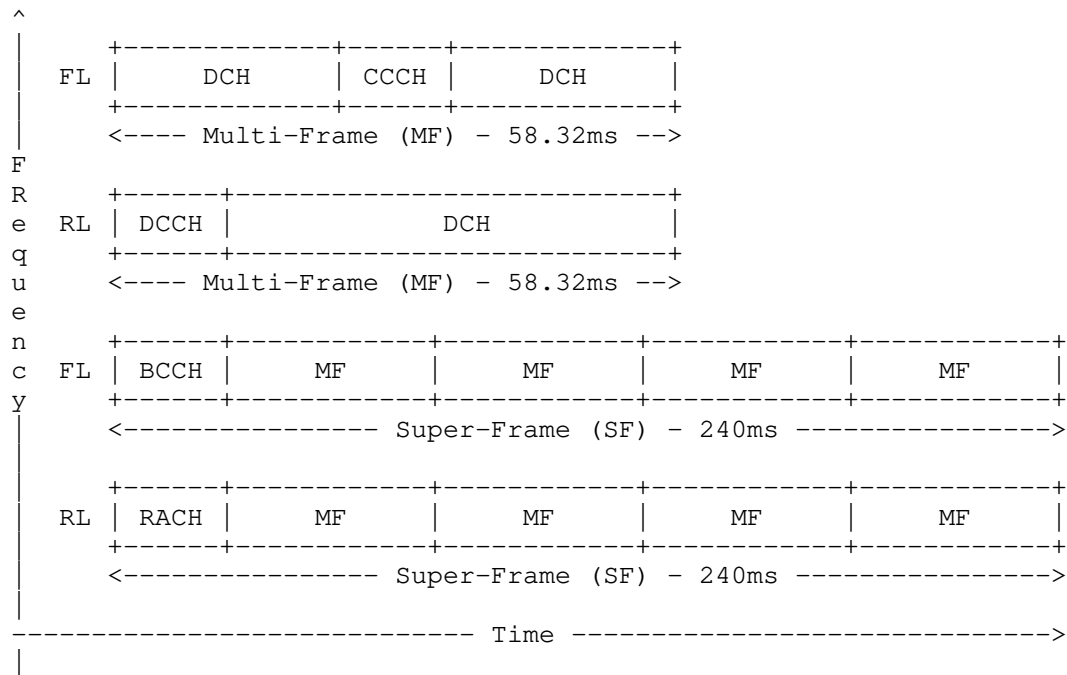 ^
|      +--------------+------+--------------+
|   FL |     DCH      | CCCH |     DCH      |
|      +--------------+------+--------------+
|      <---- Multi-Frame (MF) - 58.32ms -->
F
R      +------+----------------------------+
e   RL | DCCH |             DCH            |
q      +------+----------------------------+
u      <---- Multi-Frame (MF) - 58.32ms -->
e
n      +------+------------+------------+------------+------------+
c   FL | BCCH |     MF     |     MF     |     MF     |     MF     |
y      +------+------------+------------+------------+------------+
|      <---------------- Super-Frame (SF) - 240ms ---------------->
|
|      +------+------------+------------+------------+------------+
|   RL | RACH |     MF     |     MF     |     MF     |     MF     |
|      +------+------------+------------+------------+------------+
|      <---------------- Super-Frame (SF) - 240ms ---------------->
|
----------------------------- Time ------------------------------>
|